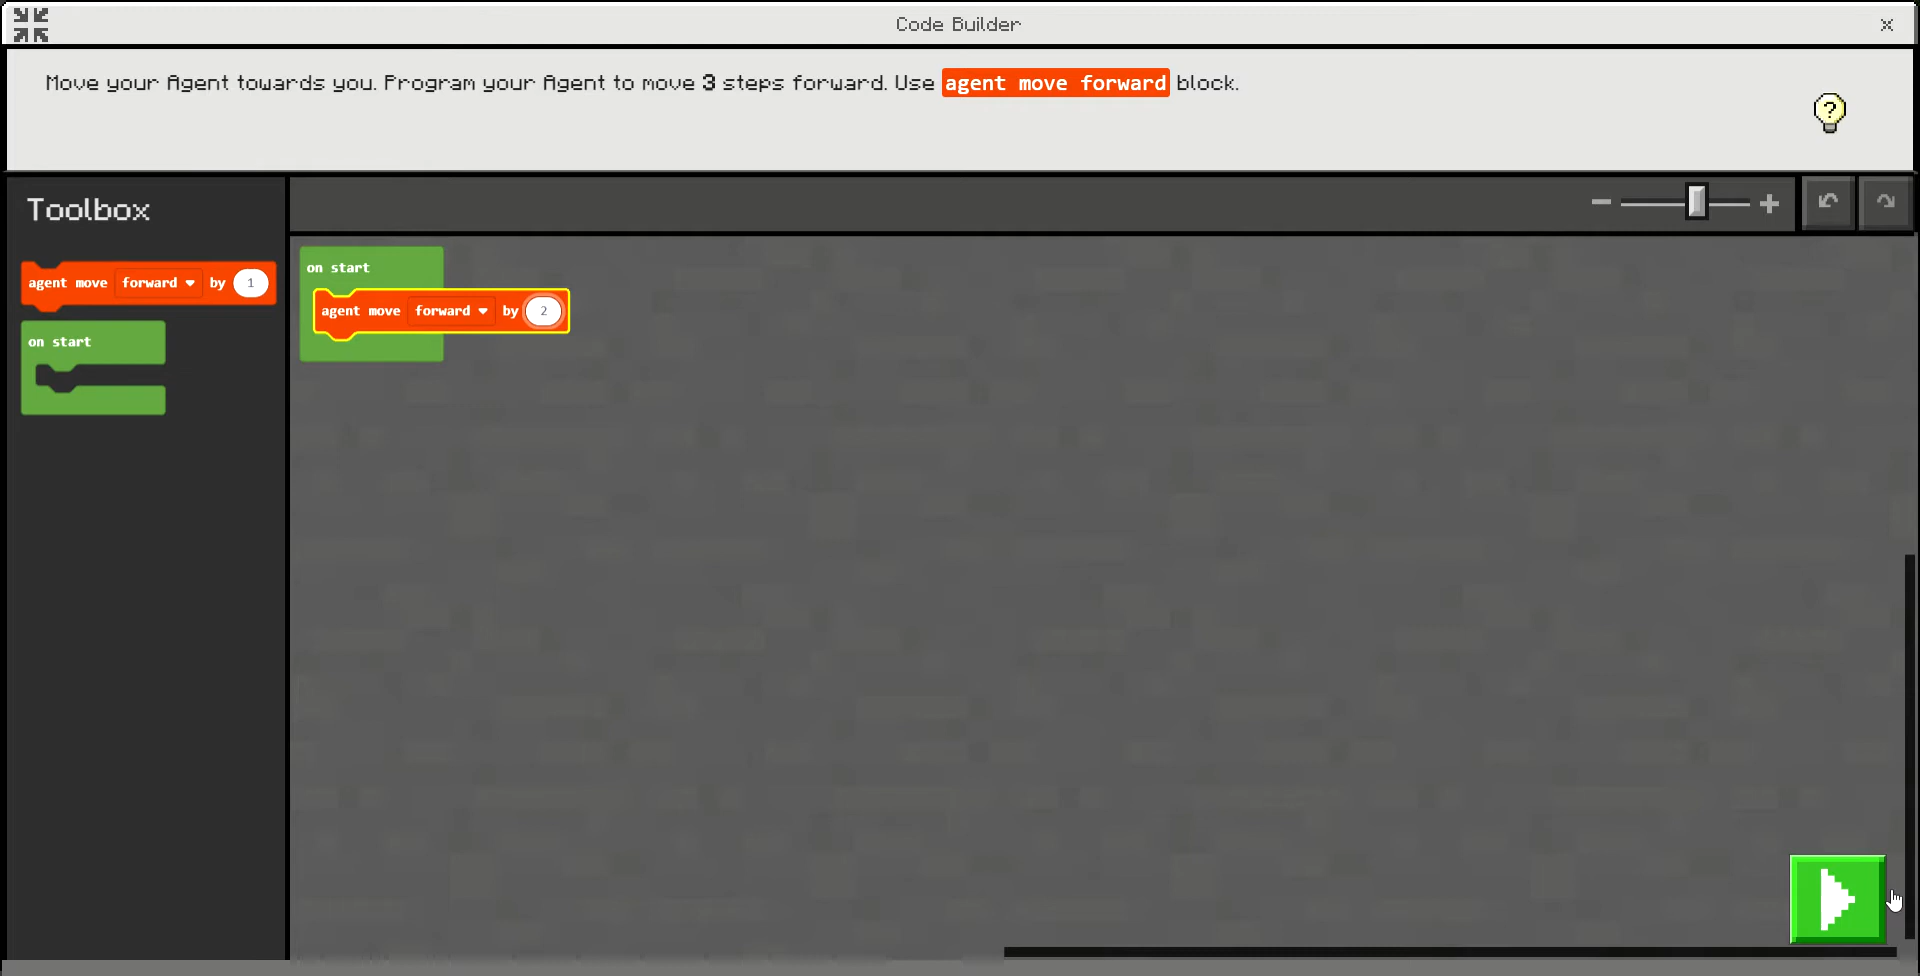 Code Builder
Move your Agent towards you. Program your Agent to move 3 steps forward. Use agent move forward block.
Toolbox
agent move forward by 1
on start
on start
agent move forward by 2